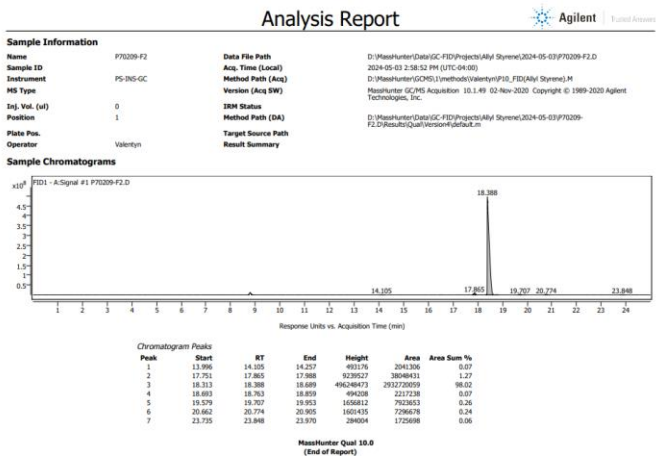 Analysis Report
Agilent Trusted Answers
Sample Information
Name P70209-F2 Data File Path D:\MassHunter\Data\GC-FID\Projects\Allyl Styrene\2024-05-03\P70209-F2.D
Sample ID Acq. Time (Local) 2024-05-03 2:58:52 PM (UTC-04:00)
Instrument PS-INS-GC Method Path (Acq) D:\MassHunter\GCMS\1\methods\Valentyn\P10_FID(Allyl Styrene).M
MS Type Version (Acq SW) MassHunter GC/MS Acquisition 10.1.49 02-Nov-2020 Copyright © 1989-2020 Agilent
Technologies, Inc.
Inj. Vol. (ul) 0 IRM Status
Position 1 Method Path (DA) D:\MassHunter\Data\GC-FID\Projects\Allyl Styrene\2024-05-03\P70209-
F2.D\Results\Qual\Version4\default.m
Plate Pos. Target Source Path
Operator Valentyn Result Summary
Sample Chromatograms
x10⁸ FID1 - A:Signal #1 P70209-F2.D
18.388
4.5
4
3.5
3
2.5
2
1.5
1
0.5
14.105 17.865 19.707 20.774 23.848
1 2 3 4 5 6 7 8 9 10 11 12 13 14 15 16 17 18 19 20 21 22 23 24
Response Units vs. Acquisition Time (min)
Chromatogram Peaks
Peak Start RT End Height Area Area Sum %
1 13.996 14.105 14.257 493176 2041306 0.07
2 17.751 17.865 17.988 9239527 38048431 1.27
3 18.313 18.388 18.689 496248473 2932720059 98.02
4 18.693 18.763 18.859 494208 2217238 0.07
5 19.579 19.707 19.953 1656812 7923653 0.26
6 20.662 20.774 20.905 1601435 7296678 0.24
7 23.735 23.848 23.970 284004 1725698 0.06
MassHunter Qual 10.0
(End of Report)